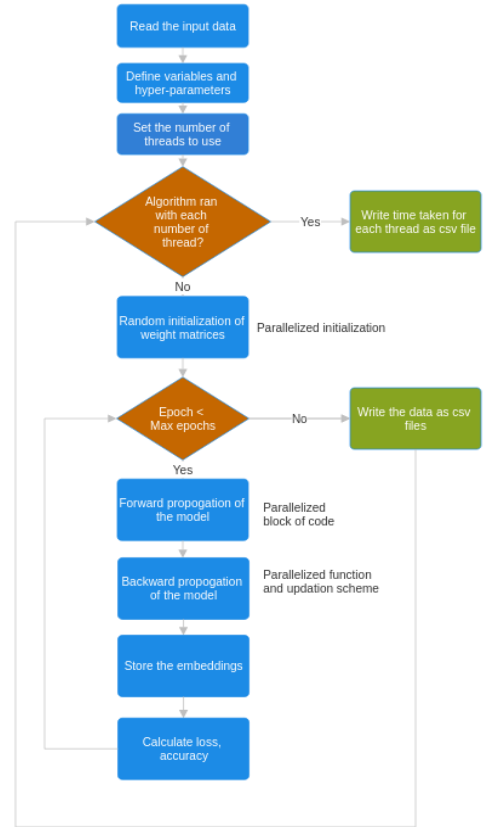 Read the input data
Define variables and
hyper-parameters
Set the number of
threads to use
Algorithm ran
with each
number of
thread?
Yes
Write time taken for
each thread as csv file
No
Random initialization of
weight matrices
Parallelized initialization
Epoch <
Max epochs
No
Write the data as csv
files
Yes
Forward propogation of
the model
Parallelized
block of code
Backward propogation
of the model
Parallelized function
and updation scheme
Store the embeddings
Calculate loss,
accuracy